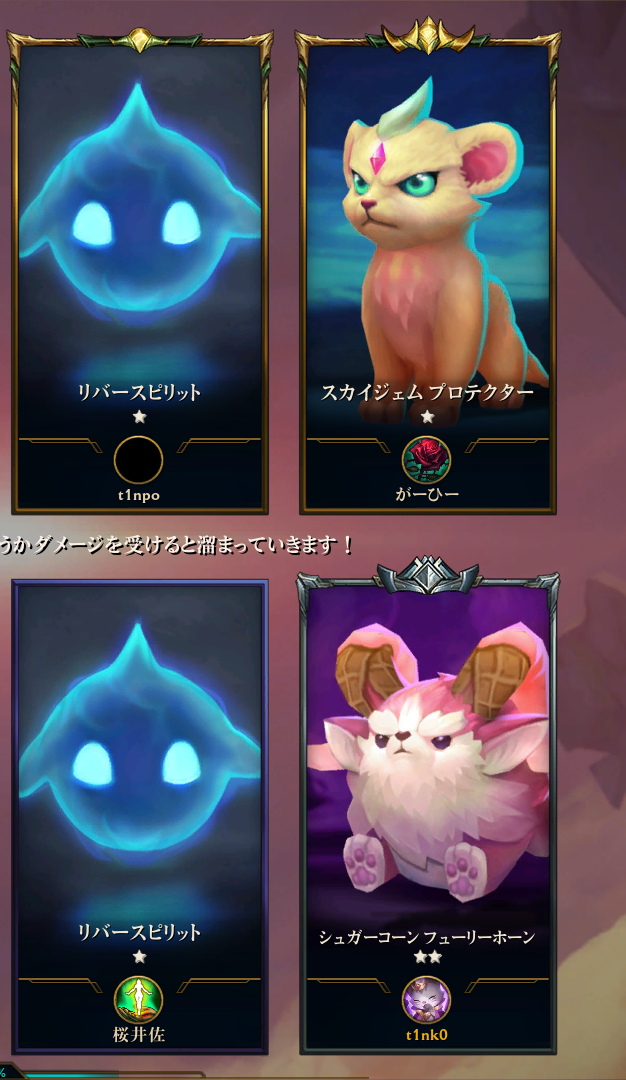 リバースピリット
スカイジェム プロテクター
t1npo
がーひー
うかダメージを受けると溜まっていきます！
リバースピリット
シュガーコーン フューリーホーン
桜井佐
t1nk0
%